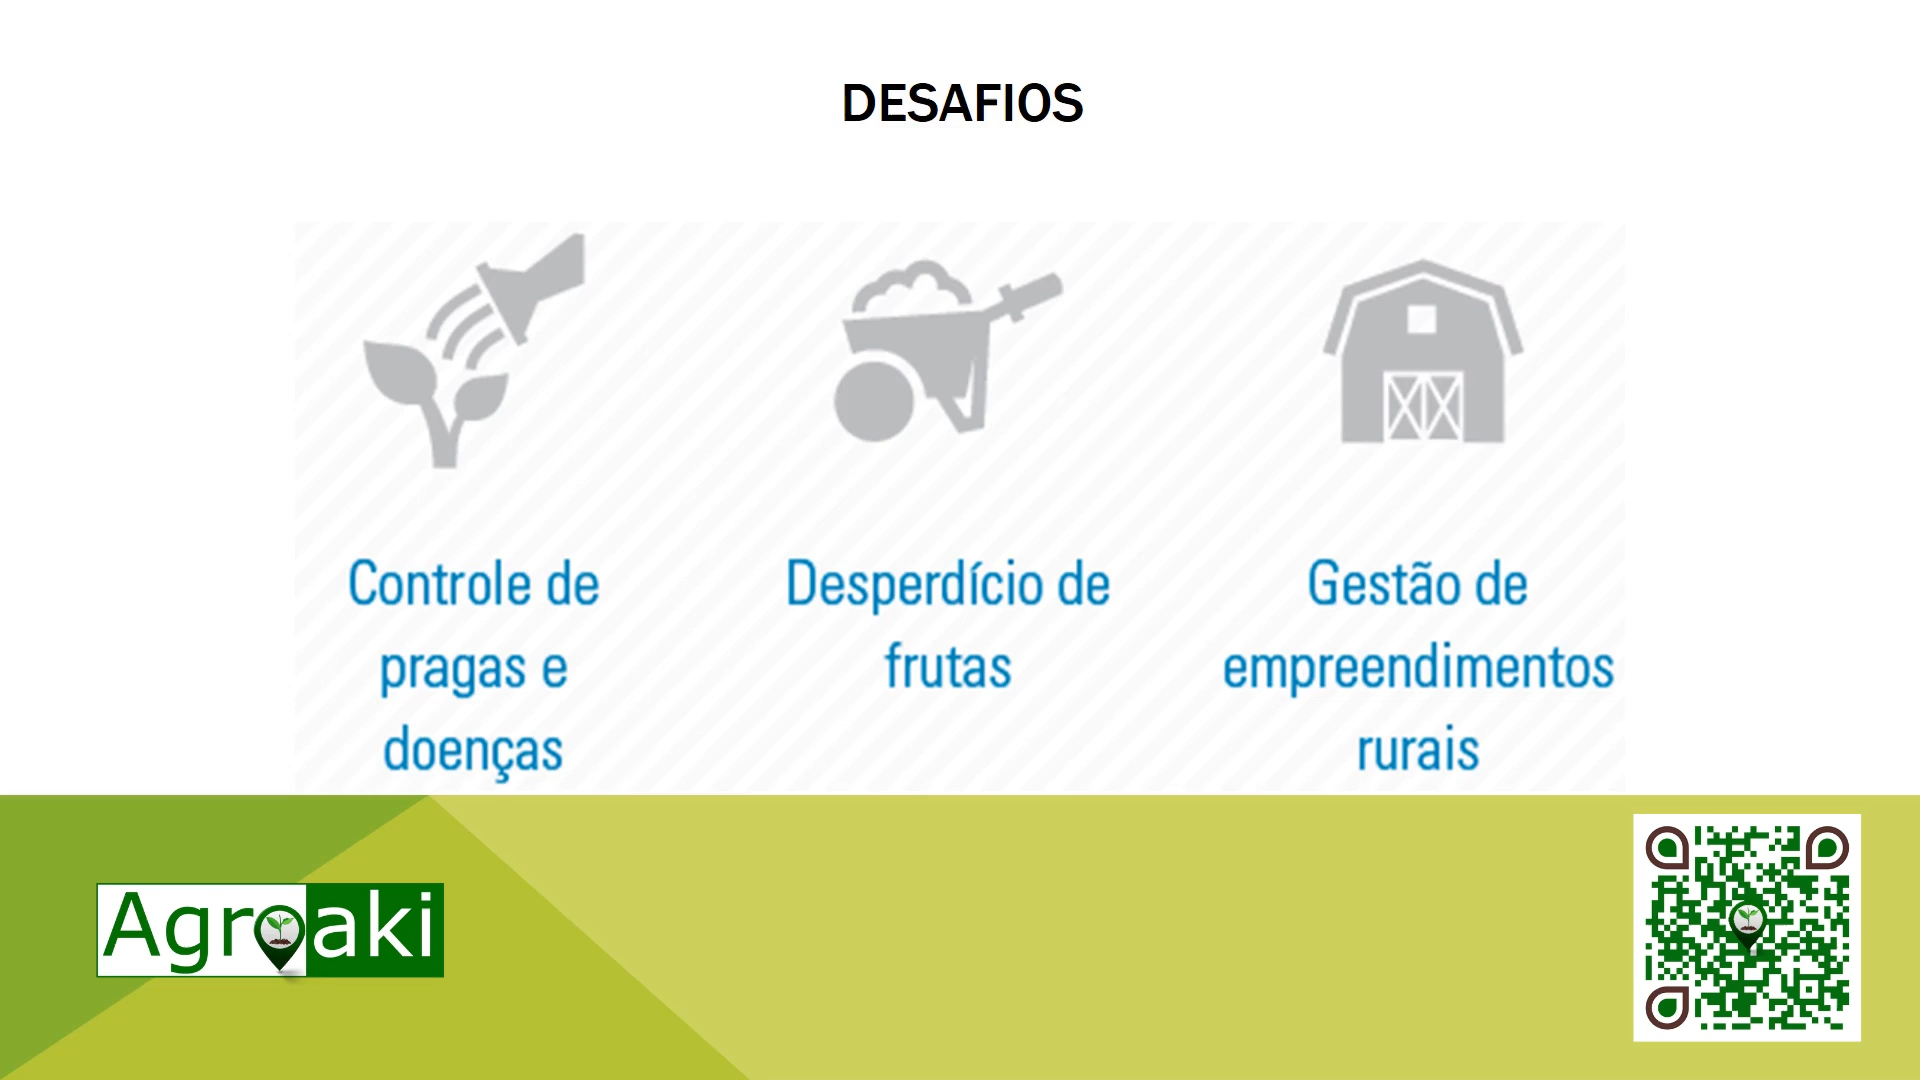 DESAFIOS
Controle de
pragas e
doenças
Desperdício de
frutas
Gestão de
empreendimentos
rurais
Agroaki